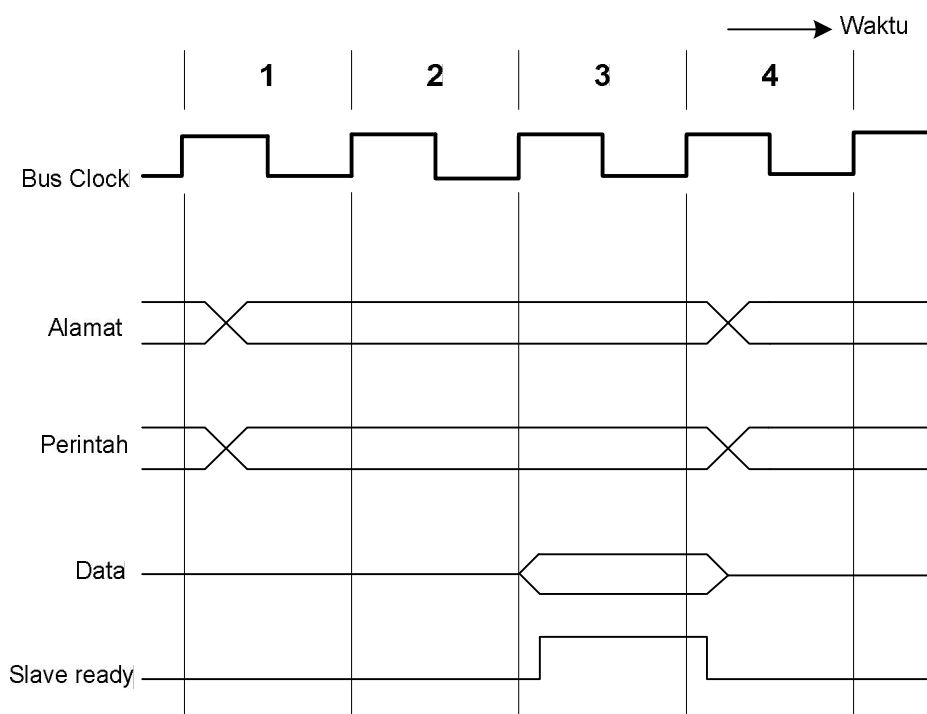 Waktu
1 2 3 4
Bus Clock
Alamat
Perintah
Data
Slave ready